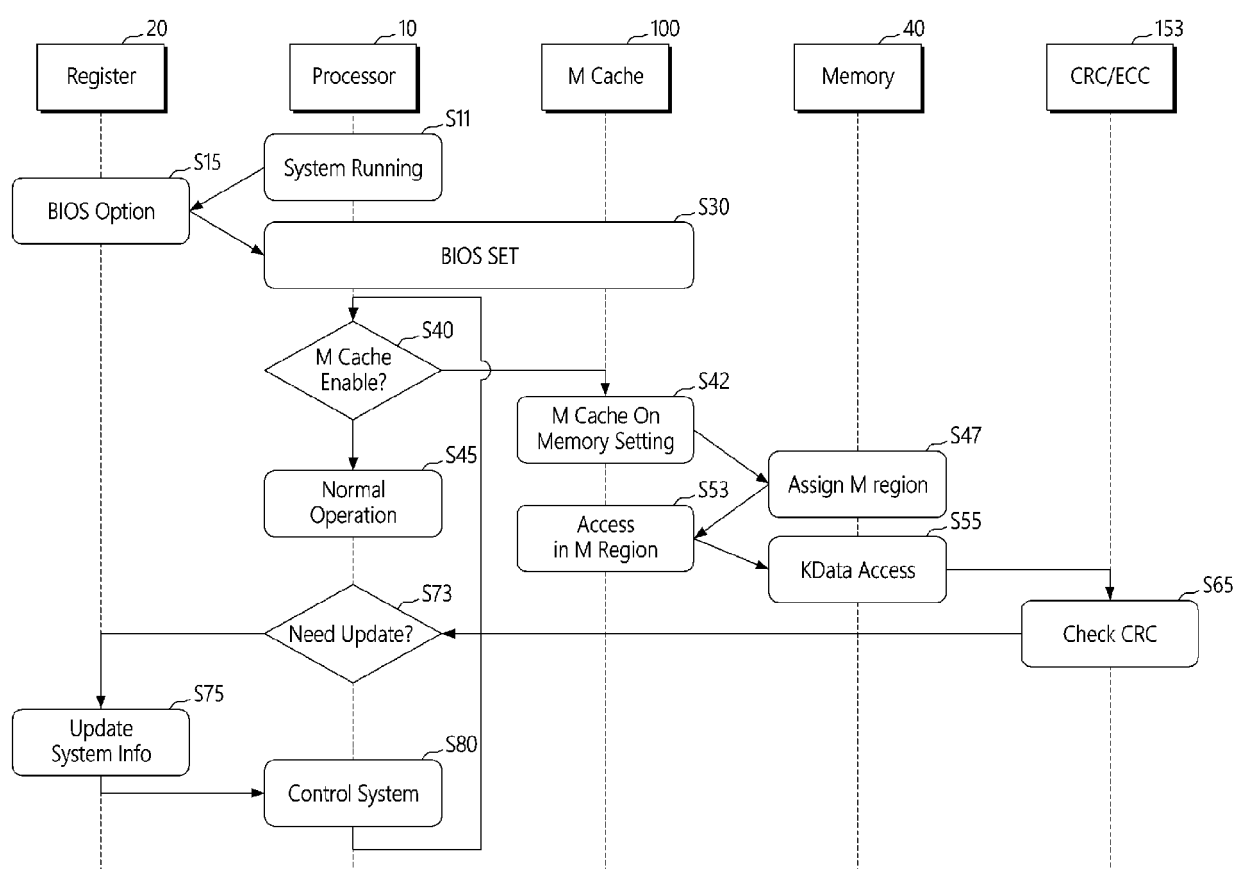 20
10
100
40
153
Register
Processor
M Cache
Memory
CRC/ECC
S11
System Running
S15
BIOS Option
S30
BIOS SET
S40
M Cache
Enable?
S42
M Cache On
Memory Setting
S47
Assign M region
S45
Normal
Operation
S53
Access
in M Region
S55
KData Access
S65
Check CRC
S73
Need Update?
S75
Update
System Info
S80
Control System